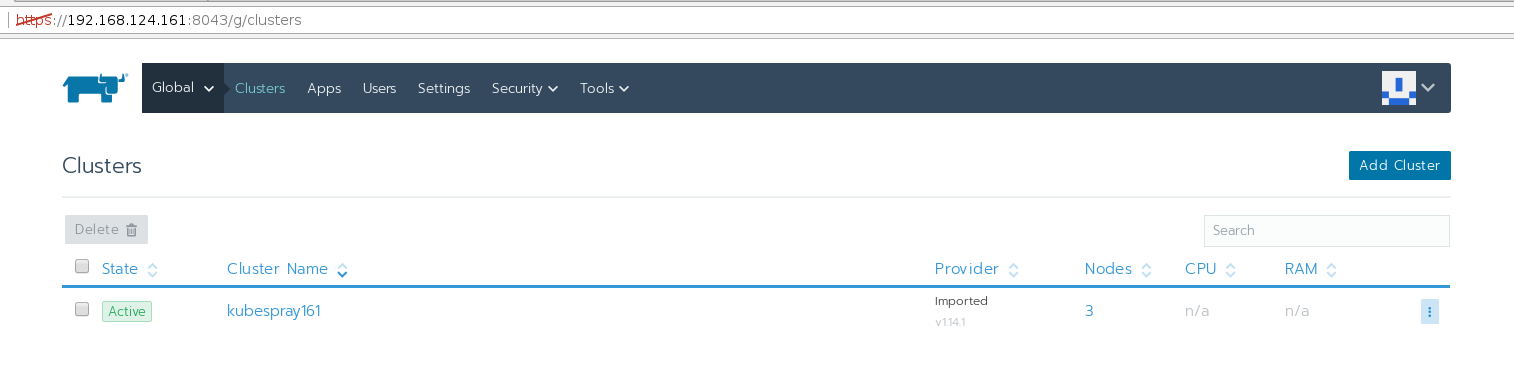 https://192.168.124.161:8043/g/clusters
Global Clusters Apps Users Settings Security Tools
Clusters
Add Cluster
Delete
Search
State Cluster Name Provider Nodes CPU RAM
Active kubespray161 Imported 3 n/a n/a
v1.14.1